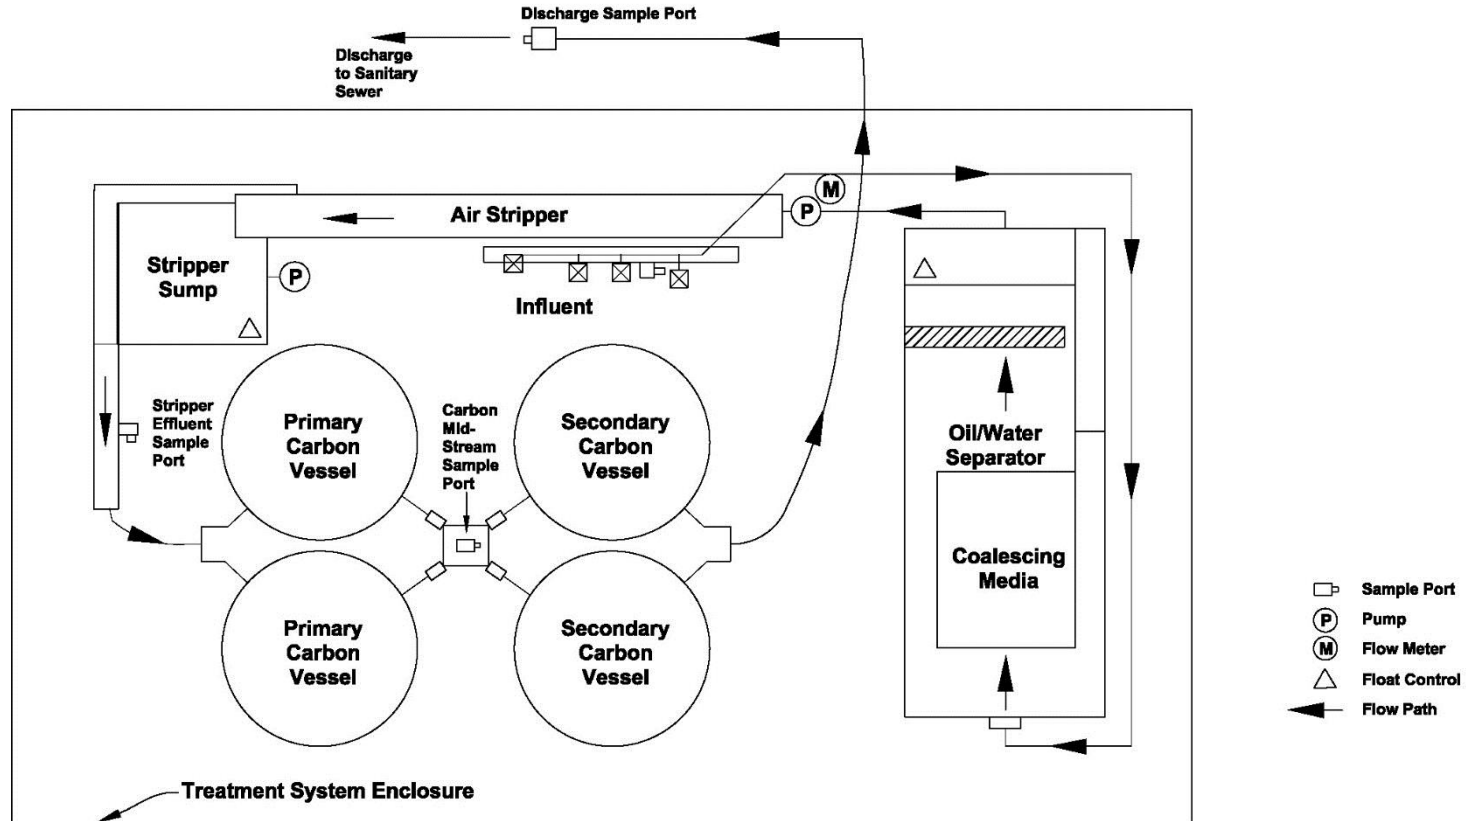 Discharge Sample Port
Discharge
to Sanitary
Sewer
M
P
Air Stripper
Stripper
Sump
P
Influent
Stripper
Effluent
Sample
Port
Primary
Carbon
Vessel
Carbon
Mid-
Stream
Sample
Port
Secondary
Carbon
Vessel
Oil/Water
Separator
Coalescing
Media
Primary
Carbon
Vessel
Secondary
Carbon
Vessel
Treatment System Enclosure
Sample Port
P Pump
M Flow Meter
Float Control
Flow Path